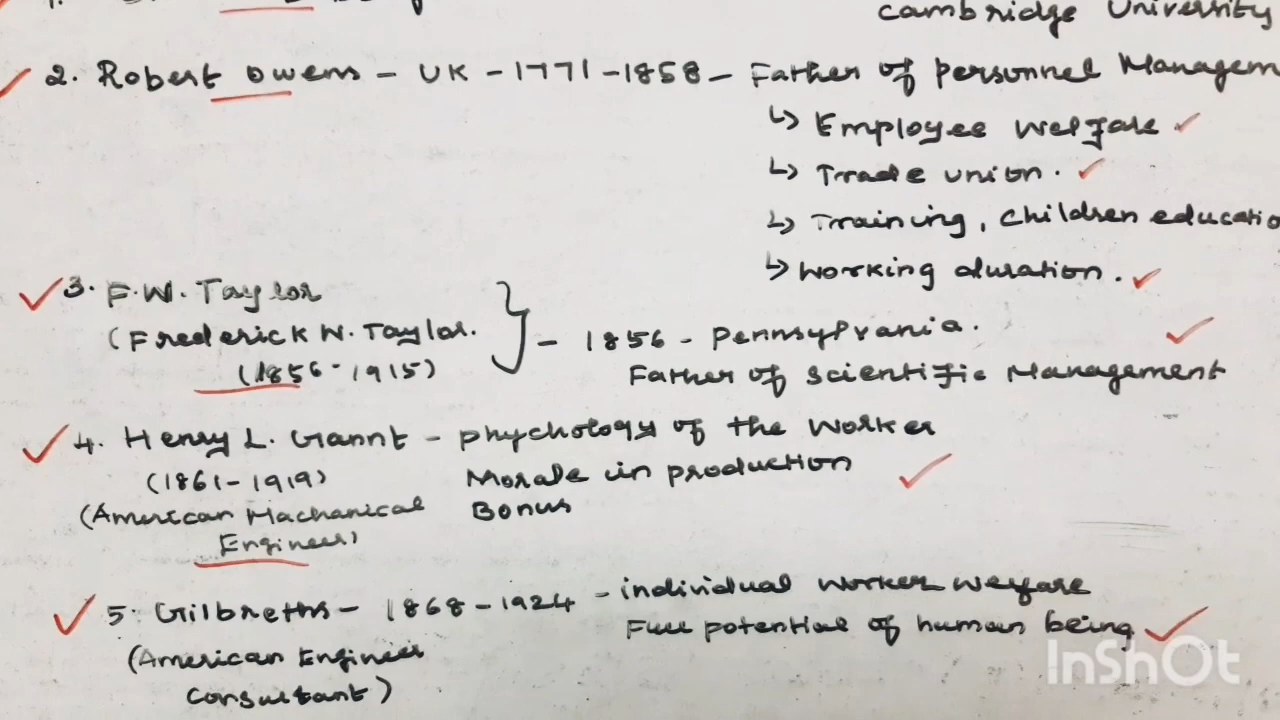 Cambridge University
2. Robert Owens - UK - 1771-1858 - Father of Personnel Managem
↳ Employee Welfare
↳ Trade union.
↳ Training, Children educatio
↳ Working duration.
3. F.W. Taylor
(Frederick W. Taylor.
(1856-1915)
- 1856 - Pennsylvania.
Father of Scientific Management
4. Henry L. Gannt - Phychology of the Worker
(1861-1919) Morale in production
(American Machanical Bonus
Engineer)
5. Gilbreths - 1868-1924 - individual worker welfare
Full potential of human being
(American Engineer
Consultant)
InShOt